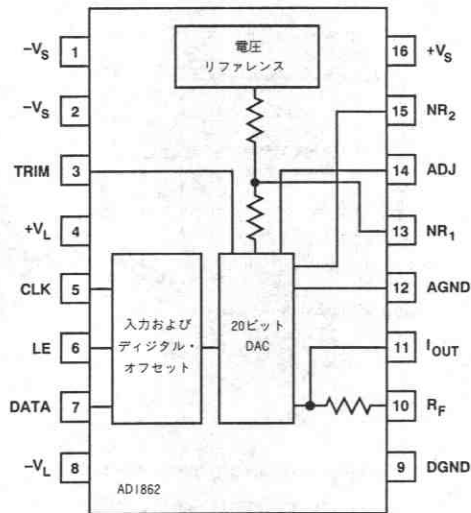 電圧
リファレンス
-VS 1
16 +VS
-VS 2
15 NR2
TRIM 3
14 ADJ
+VL 4
13 NR1
CLK 5
12 AGND
入力および
ディジタル・
オフセット
20ビット
DAC
LE 6
11 IOUT
DATA 7
10 RF
-VL 8
9 DGND
AD1862